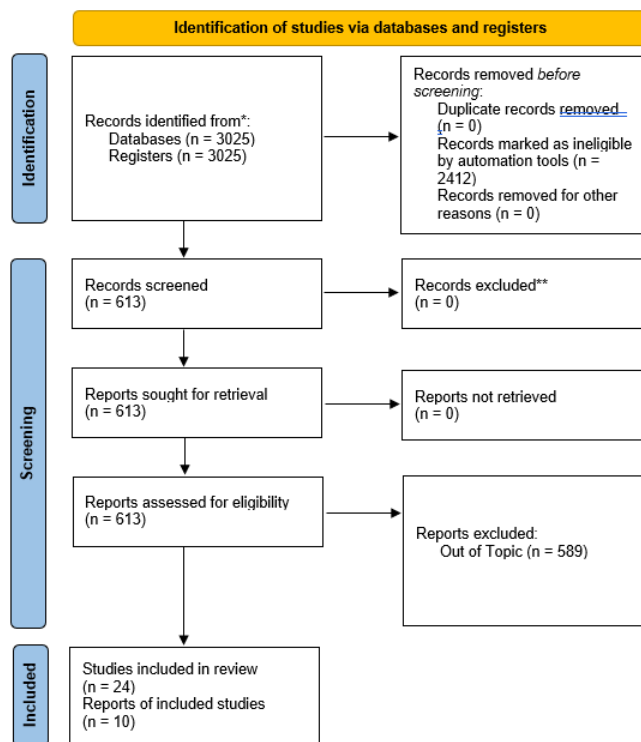 Identification of studies via databases and registers
Identification
Records identified from*:
Databases (n = 3025)
Registers (n = 3025)
Records removed before
screening:
Duplicate records removed
(n = 0)
Records marked as ineligible
by automation tools (n =
2412)
Records removed for other
reasons (n = 0)
Screening
Records screened
(n = 613)
Records excluded**
(n = 0)
Reports sought for retrieval
(n = 613)
Reports not retrieved
(n = 0)
Reports assessed for eligibility
(n = 613)
Reports excluded:
Out of Topic (n = 589)
Included
Studies included in review
(n = 24)
Reports of included studies
(n = 10)